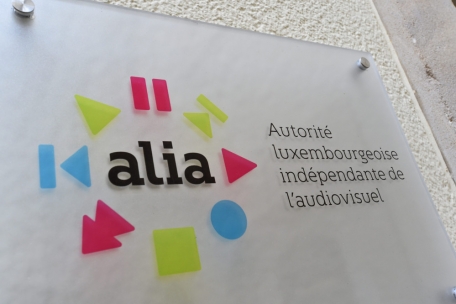 alia
Autorité
luxembourgeoise
indépendante de
l'audiovisuel